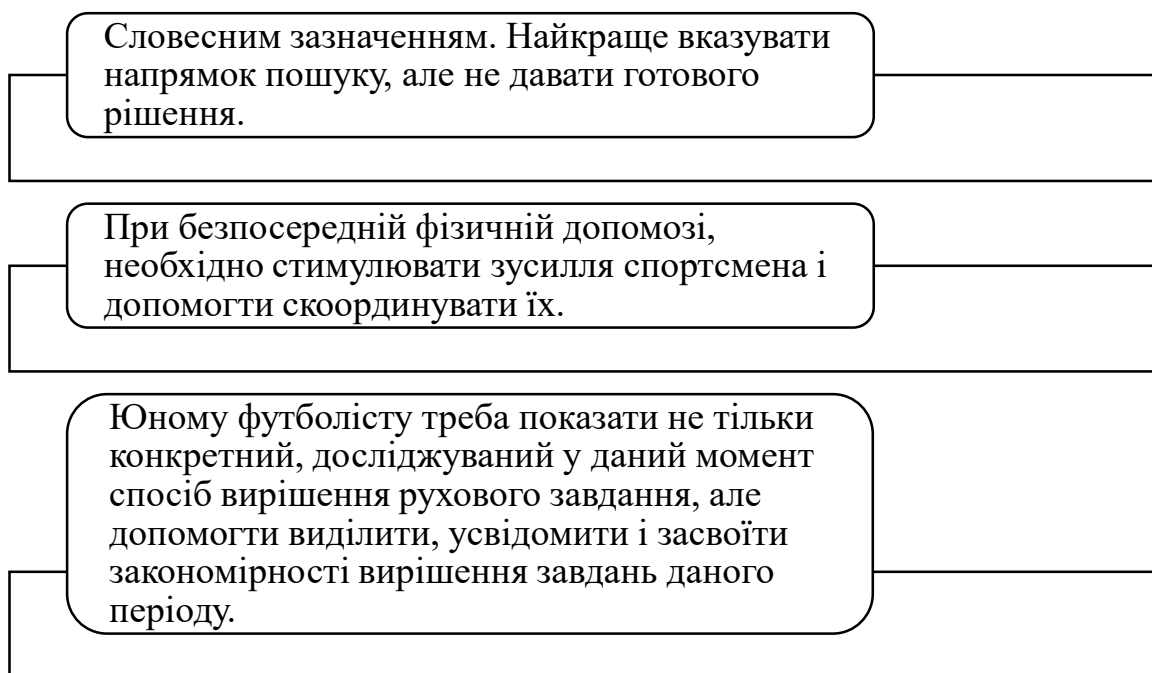 Словесним зазначенням. Найкраще вказувати
напрямок пошуку, але не давати готового
рішення.
При безпосередній фізичній допомозі,
необхідно стимулювати зусилля спортсмена і
допомогти скоординувати їх.
Юному футболісту треба показати не тільки
конкретний, досліджуваний у даний момент
спосіб вирішення рухового завдання, але
допомогти виділити, усвідомити і засвоїти
закономірності вирішення завдань даного
періоду.